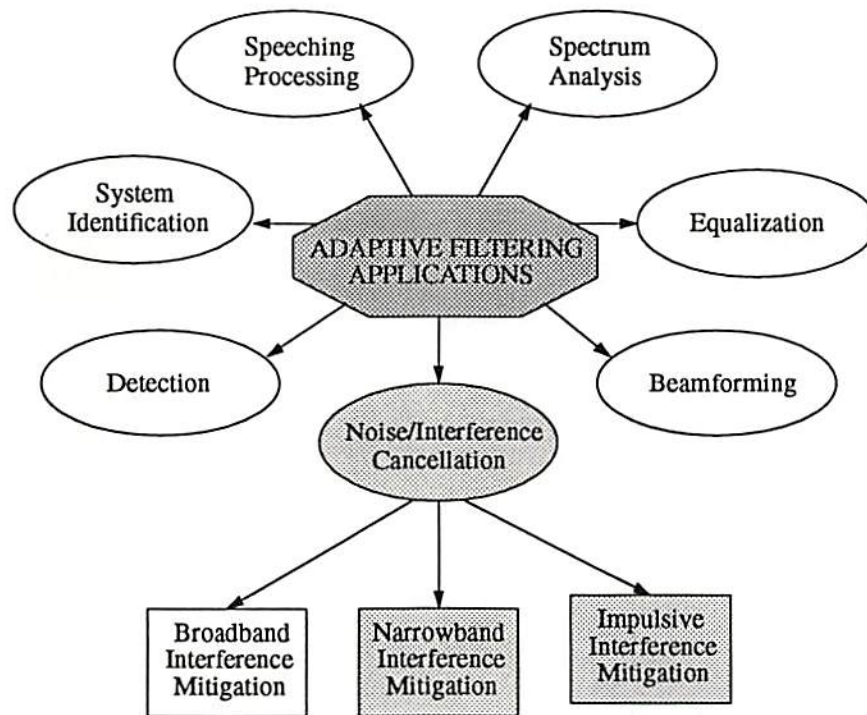 Speeching
Processing
Spectrum
Analysis
System
Identification
ADAPTIVE FILTERING
APPLICATIONS
Equalization
Detection
Beamforming
Noise/Interference
Cancellation
Broadband
Interference
Mitigation
Narrowband
Interference
Mitigation
Impulsive
Interference
Mitigation